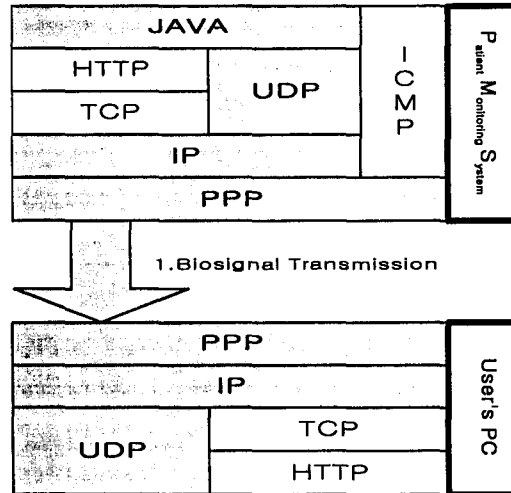 JAVA
HTTP
UDP
TCP
IP
PPP
ICMP
Patient Monitoring System
1.Biosignal Transmission
PPP
IP
UDP
TCP
HTTP
User's PC